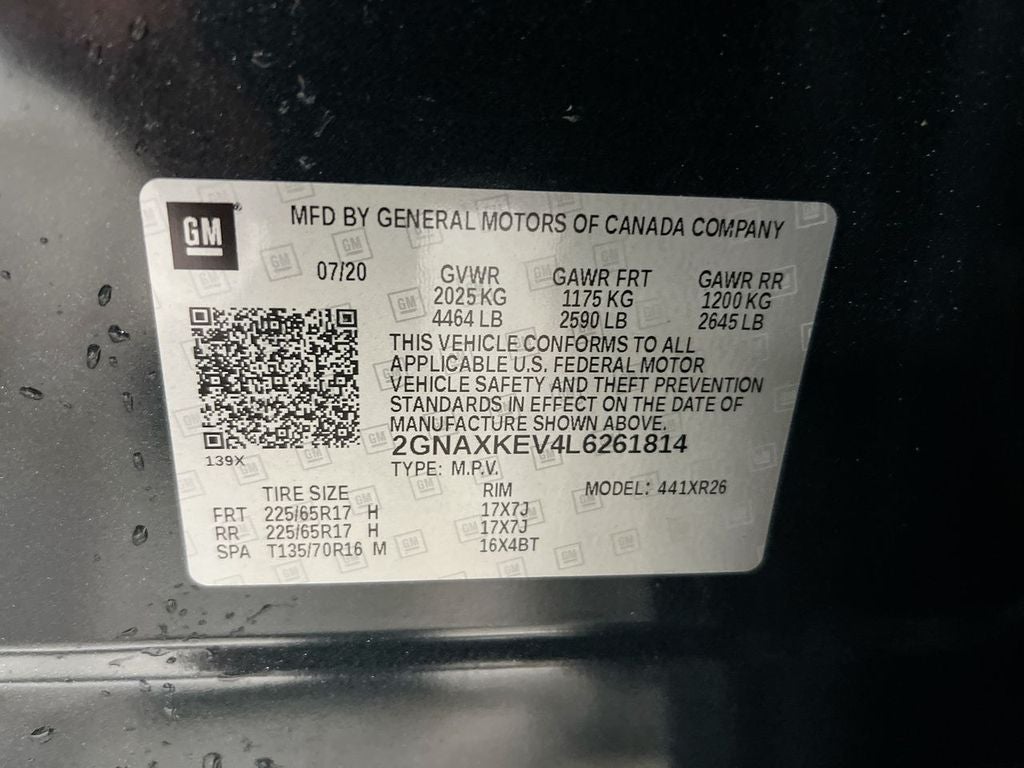 GM
MFD BY GENERAL MOTORS OF CANADA COMPANY
07/20 GVWR GAWR FRT GAWR RR
2025 KG 1175 KG 1200 KG
4464 LB 2590 LB 2645 LB
THIS VEHICLE CONFORMS TO ALL
APPLICABLE U.S. FEDERAL MOTOR
VEHICLE SAFETY AND THEFT PREVENTION
STANDARDS IN EFFECT ON THE DATE OF
MANUFACTURE SHOWN ABOVE.
2GNAXKEV4L6261814
139X
TYPE: M.P.V. MODEL: 441XR26
TIRE SIZE RIM
FRT 225/65R17 H 17X7J
RR 225/65R17 H 17X7J
SPA T135/70R16 M 16X4BT